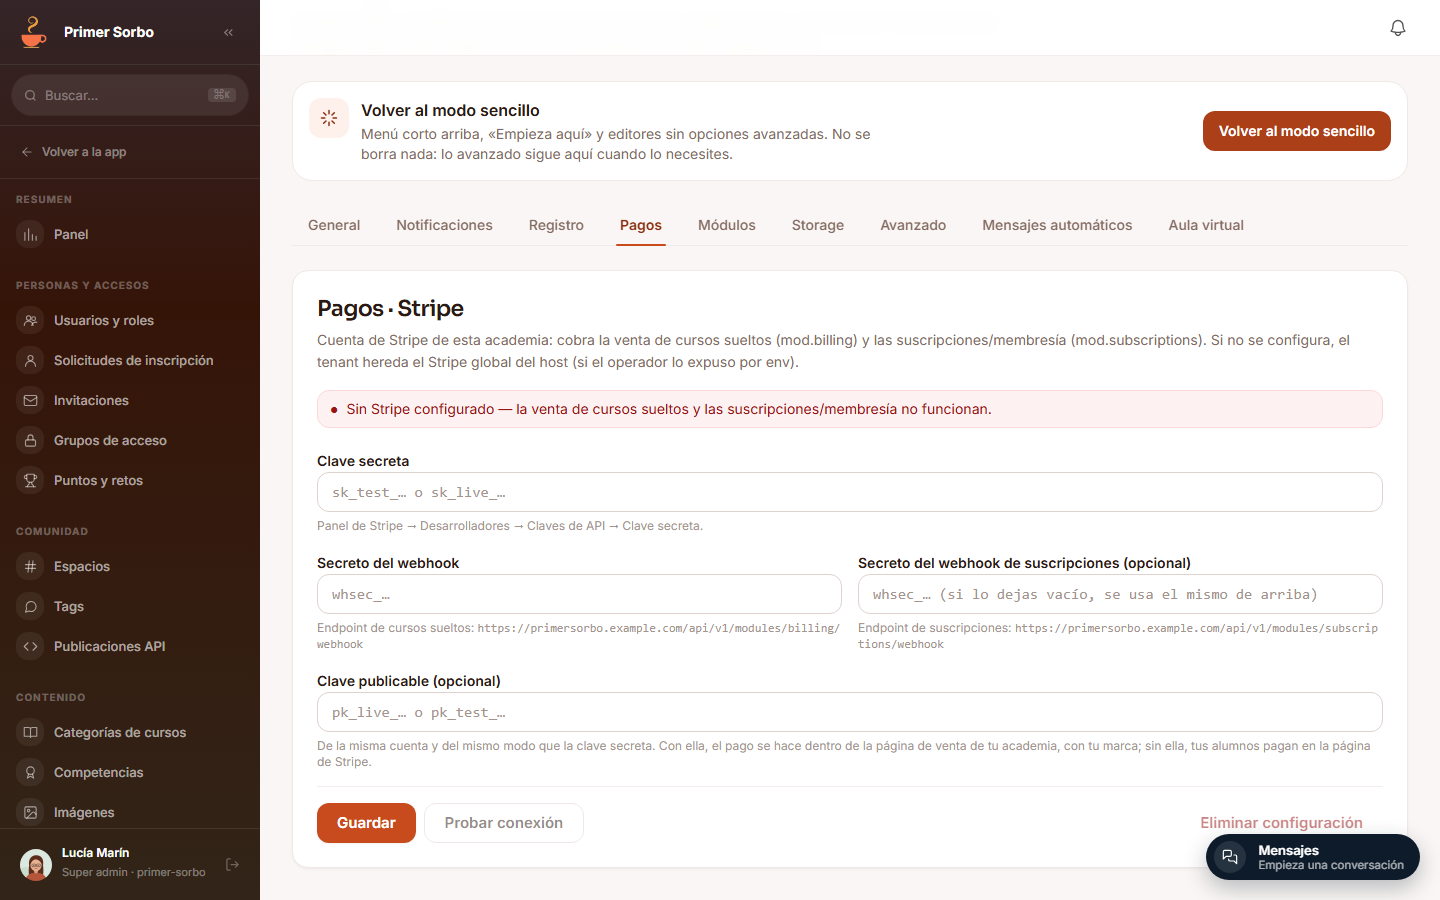 Primer Sorbo
«
Buscar...
⌘K
Volver a la app
RESUMEN
Panel
PERSONAS Y ACCESOS
Usuarios y roles
Solicitudes de inscripción
Invitaciones
Grupos de acceso
Puntos y retos
COMUNIDAD
Espacios
Tags
Publicaciones API
CONTENIDO
Categorías de cursos
Competencias
Imágenes
Lucía Marín
Super admin · primer-sorbo
Volver al modo sencillo
Menú corto arriba, «Empieza aquí» y editores sin opciones avanzadas. No se
borra nada: lo avanzado sigue aquí cuando lo necesites.
Volver al modo sencillo
General Notificaciones Registro Pagos Módulos Storage Avanzado Mensajes automáticos Aula virtual
Pagos · Stripe
Cuenta de Stripe de esta academia: cobra la venta de cursos sueltos (mod.billing) y las suscripciones/membresía (mod.subscriptions). Si no se configura, el
tenant hereda el Stripe global del host (si el operador lo expuso por env).
● Sin Stripe configurado — la venta de cursos sueltos y las suscripciones/membresía no funcionan.
Clave secreta
sk_test_… o sk_live_…
Panel de Stripe → Desarrolladores → Claves de API → Clave secreta.
Secreto del webhook
whsec_…
Endpoint de cursos sueltos: https://primersorbo.example.com/api/v1/modules/billing/
webhook
Secreto del webhook de suscripciones (opcional)
whsec_… (si lo dejas vacío, se usa el mismo de arriba)
Endpoint de suscripciones: https://primersorbo.example.com/api/v1/modules/subscrip
tions/webhook
Clave publicable (opcional)
pk_live_… o pk_test_…
De la misma cuenta y del mismo modo que la clave secreta. Con ella, el pago se hace dentro de la página de venta de tu academia, con tu marca; sin ella, tus alumnos pagan en la página
de Stripe.
Guardar
Probar conexión
Eliminar configuración
Mensajes
Empieza una conversación